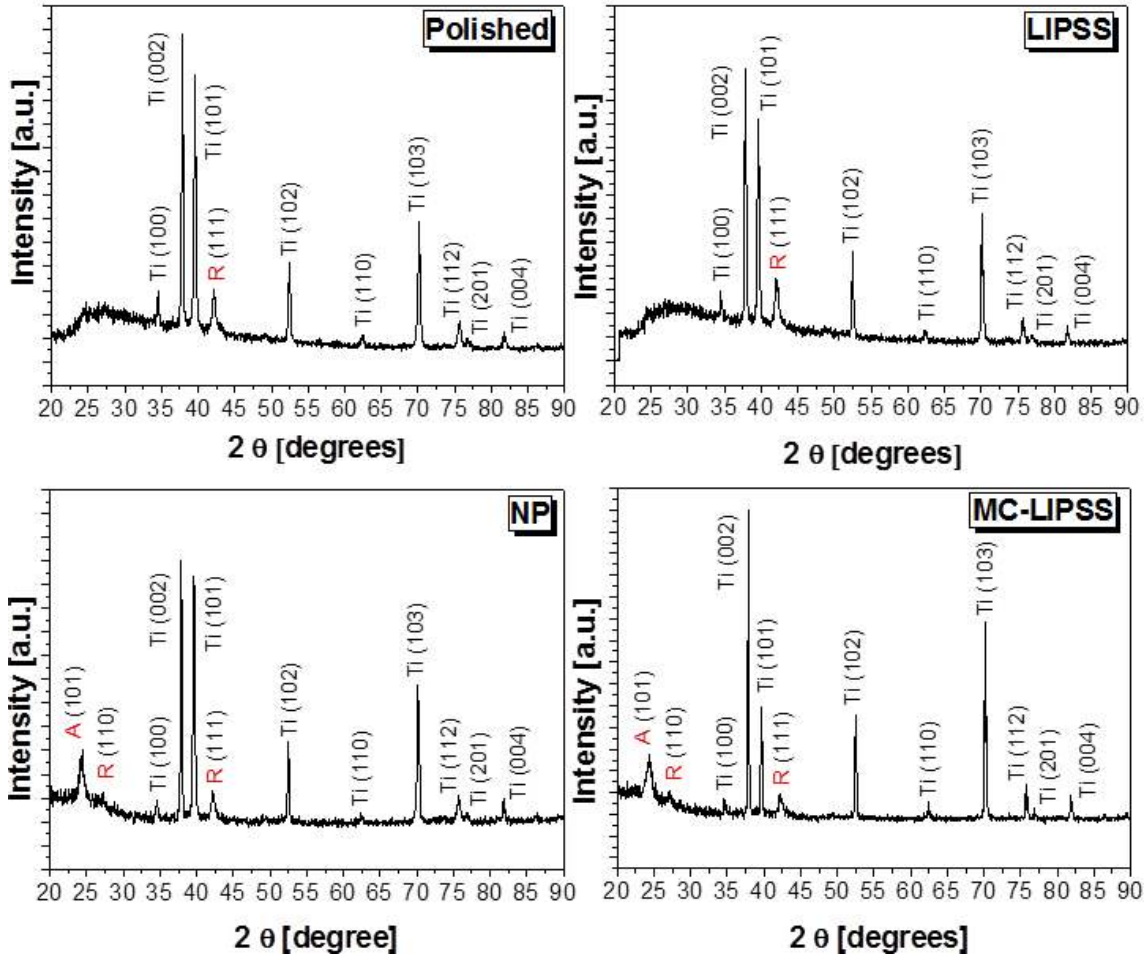 Polished
Intensity [a.u.]
Ti (100)
Ti (002)
Ti (101)
R (111)
Ti (102)
Ti (110)
Ti (103)
Ti (112)
Ti (201)
Ti (004)
20 25 30 35 40 45 50 55 60 65 70 75 80 85 90
2 θ [degrees]
LIPSS
Intensity [a.u.]
Ti (100)
Ti (002)
Ti (101)
R (111)
Ti (102)
Ti (110)
Ti (103)
Ti (112)
Ti (201)
Ti (004)
20 25 30 35 40 45 50 55 60 65 70 75 80 85 90
2 θ [degrees]
NP
Intensity [a.u.]
A (101)
R (110)
Ti (100)
Ti (002)
Ti (101)
R (111)
Ti (102)
Ti (110)
Ti (103)
Ti (112)
Ti (201)
Ti (004)
20 25 30 35 40 45 50 55 60 65 70 75 80 85 90
2 θ [degree]
MC-LIPSS
Intensity [a.u.]
A (101)
R (110)
Ti (100)
Ti (002)
Ti (101)
R (111)
Ti (102)
Ti (110)
Ti (103)
Ti (112)
Ti (201)
Ti (004)
20 25 30 35 40 45 50 55 60 65 70 75 80 85 90
2 θ [degrees]